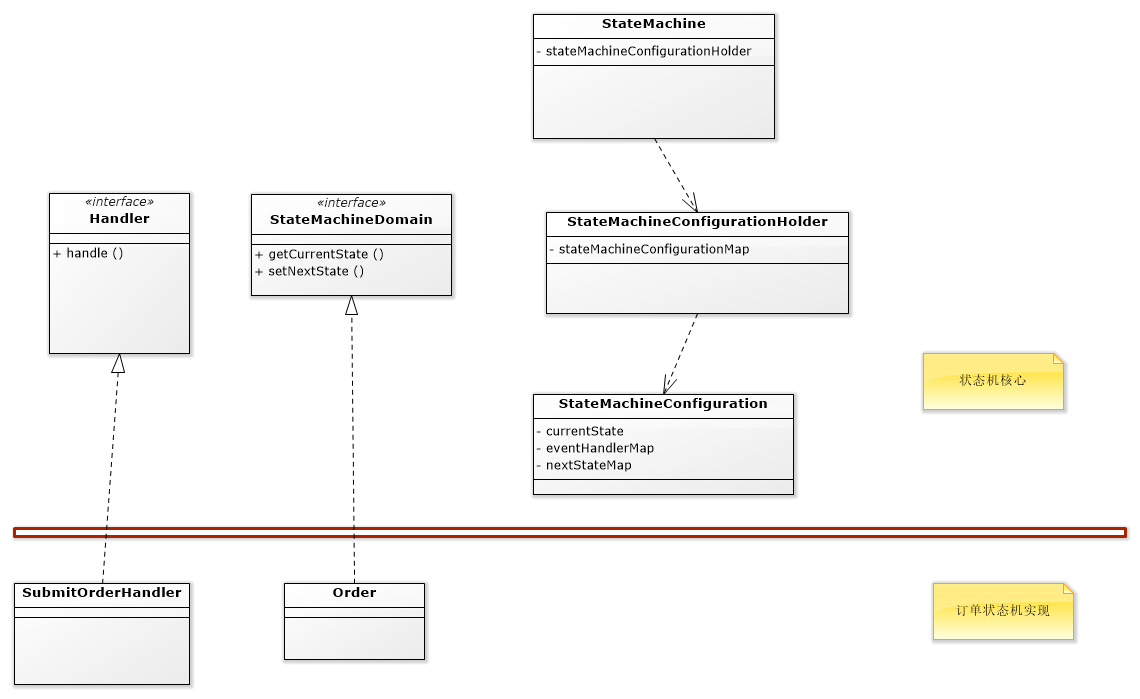 StateMachine
- stateMachineConfigurationHolder
«interface»
Handler
+ handle ()
«interface»
StateMachineDomain
+ getCurrentState ()
+ setNextState ()
StateMachineConfigurationHolder
- stateMachineConfigurationMap
状态机核心
StateMachineConfiguration
- currentState
- eventHandlerMap
- nextStateMap
SubmitOrderHandler
Order
订单状态机实现